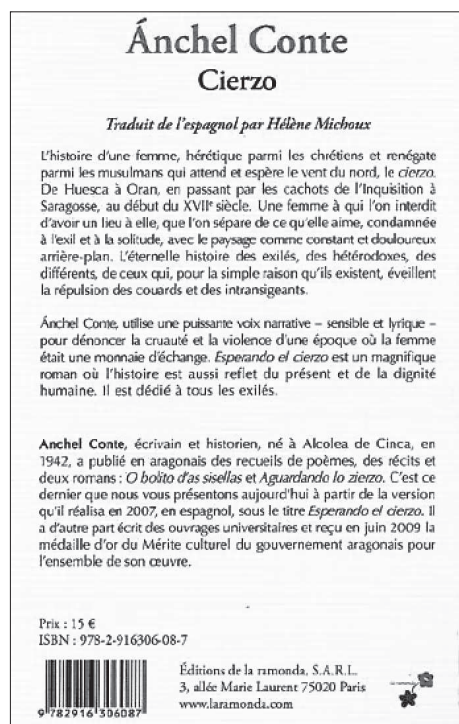 Ánchel Conte
Cierzo
Traduit de l'espagnol par Hélène Michoux
L'histoire d'une femme, hérétique parmi les chrétiens et renégate
parmi les musulmans qui attend et espère le vent du nord, le cierzo.
De Huesca à Oran, en passant par les cachots de l'Inquisition à
Saragosse, au début du XVIIe siècle. Une femme à qui l'on interdit
d'avoir un lieu à elle, que l'on sépare de ce qu'elle aime, condamnée
à l'exil et à la solitude, avec le paysage comme constant et douloureux
arrière-plan. L'éternelle histoire des exilés, des hétérodoxes, des
différents, de ceux qui, pour la simple raison qu'ils existent, éveillent
la répulsion des couards et des intransigeants.
Ánchel Conte, utilise une puissante voix narrative – sensible et lyrique –
pour dénoncer la cruauté et la violence d'une époque où la femme
était une monnaie d'échange. Esperando el cierzo est un magnifique
roman où l'histoire est aussi reflet du présent et de la dignité
humaine. Il est dédié à tous les exilés.
Anchel Conte, écrivain et historien, né à Alcolea de Cinca, en
1942, a publié en aragonais des recueils de poèmes, des récits et
deux romans : O bolito d'as sisellas et Aguardando lo zierzo. C'est ce
dernier que nous vous présentons aujourd'hui à partir de la version
qu'il réalisa en 2007, en espagnol, sous le titre Esperando el cierzo. Il
a d'autre part écrit des ouvrages universitaires et reçu en juin 2009 la
médaille d'or du Mérite culturel du gouvernement aragonais pour
l'ensemble de son œuvre.
Prix : 15 €
ISBN : 978-2-916306-08-7
Éditions de la ramonda, S.A.R.L.
3, allée Marie Laurent 75020 Paris
www.laramonda.com
9 782916 306087